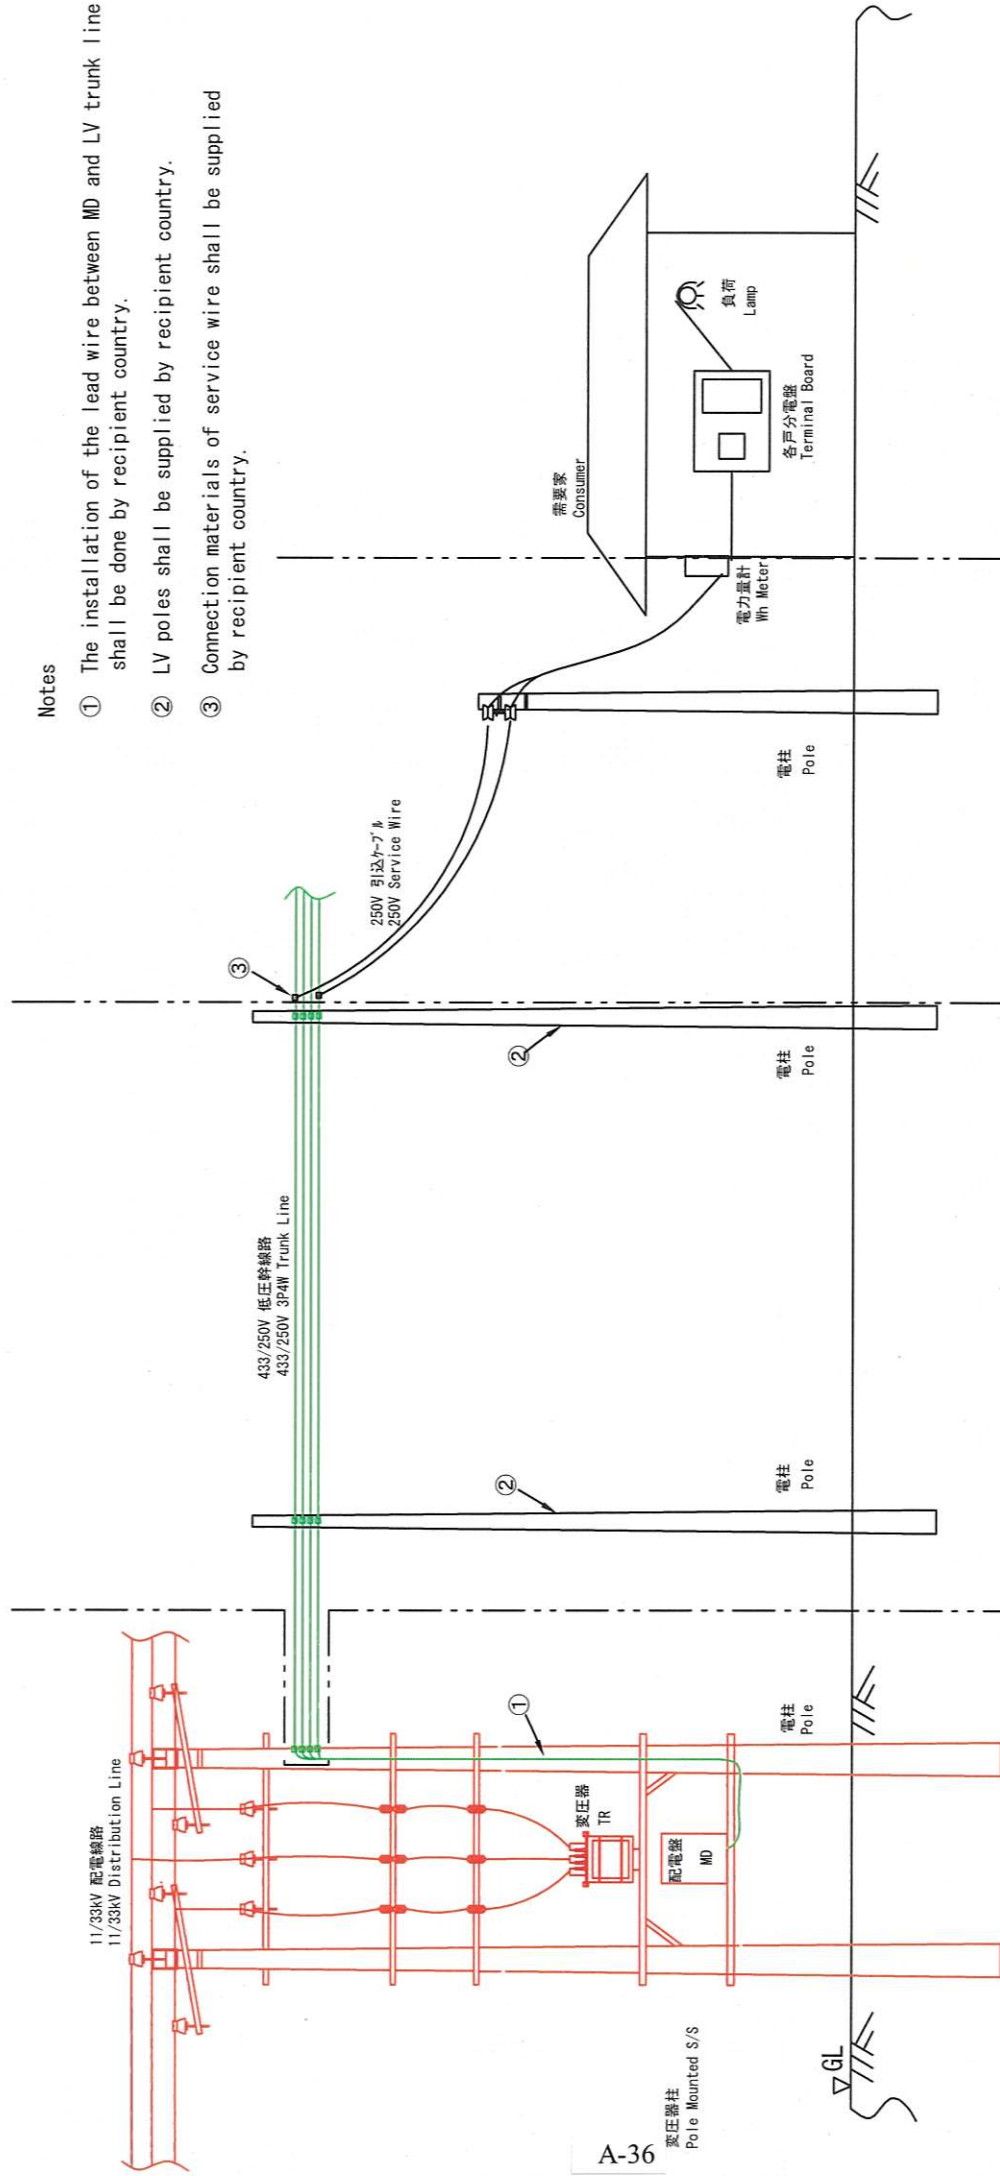 Notes
① The installation of the lead wire between MD and LV trunk line
shall be done by recipient country.
② LV poles shall be supplied by recipient country.
③ Connection materials of service wire shall be supplied
by recipient country.
11/33kV 配電線路
11/33kV Distribution Line
433/250V 低圧幹線路
433/250V 3P4W Trunk Line
③
250V 引込ケーブル
250V Service Wire
需要家
Consumer
①
②
②
変圧器
TR
配電盤
MD
電力量計
Wh Meter
各戸分電盤
Terminal Board
負荷
Lamp
電柱
Pole
電柱
Pole
電柱
Pole
電柱
Pole
変圧器柱
Pole Mounted S/S
GL
A-36